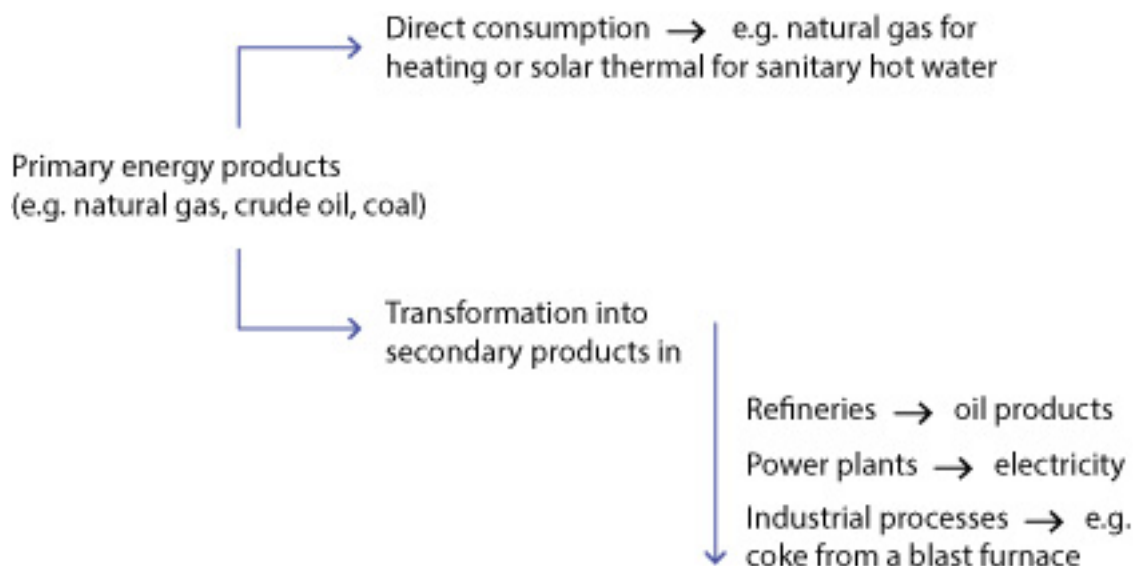 Direct consumption → e.g. natural gas for
heating or solar thermal for sanitary hot water
Primary energy products
(e.g. natural gas, crude oil, coal)
Transformation into
secondary products in
Refineries → oil products
Power plants → electricity
Industrial processes → e.g.
coke from a blast furnace